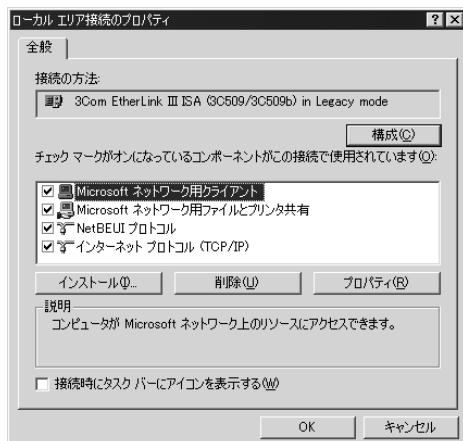 ローカル エリア接続のプロパティ
全般
接続の方法:
3Com EtherLink III ISA (3C509/3C509b) in Legacy mode
構成(C)
チェック マークがオンになっているコンポーネントがこの接続で使用されています(O):
Microsoft ネットワーク用クライアント
Microsoft ネットワーク用ファイルとプリンタ共有
NetBEUI プロトコル
インターネット プロトコル (TCP/IP)
インストール(I)... 削除(U) プロパティ(R)
説明
コンピュータが Microsoft ネットワーク上のリソースにアクセスできます。
接続時にタスク バーにアイコンを表示する(W)
OK キャンセル